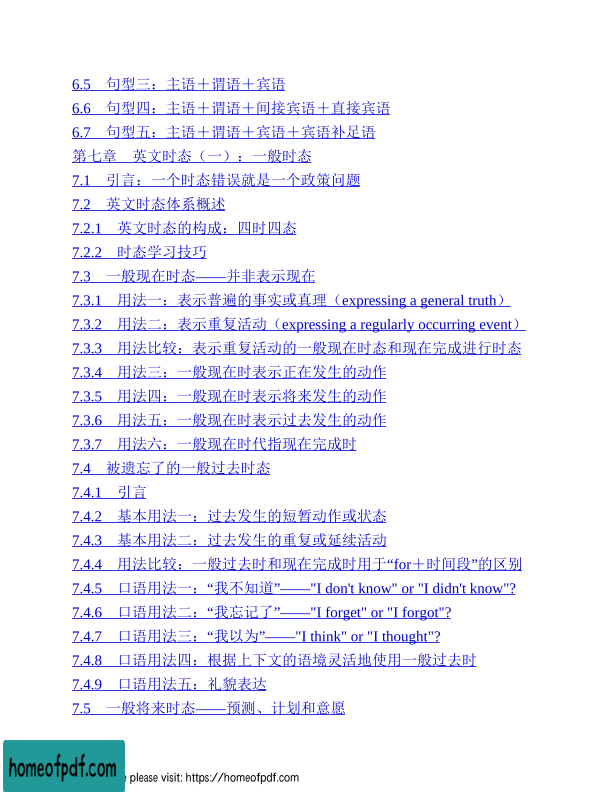 6.5 句型三：主语＋谓语＋宾语
6.6 句型四：主语＋谓语＋间接宾语＋直接宾语
6.7 句型五：主语＋谓语＋宾语＋宾语补足语
第七章 英文时态（一）：一般时态
7.1 引言：一个时态错误就是一个政策问题
7.2 英文时态体系概述
7.2.1 英文时态的构成：四时四态
7.2.2 时态学习技巧
7.3 一般现在时态——并非表示现在
7.3.1 用法一：表示普遍的事实或真理（expressing a general truth）
7.3.2 用法二：表示重复活动（expressing a regularly occurring event）
7.3.3 用法比较：表示重复活动的一般现在时态和现在完成进行时态
7.3.4 用法三：一般现在时表示正在发生的动作
7.3.5 用法四：一般现在时表示将来发生的动作
7.3.6 用法五：一般现在时表示过去发生的动作
7.3.7 用法六：一般现在时代指现在完成时
7.4 被遗忘了的一般过去时态
7.4.1 引言
7.4.2 基本用法一：过去发生的短暂动作或状态
7.4.3 基本用法二：过去发生的重复或延续活动
7.4.4 用法比较：一般过去时和现在完成时用于“for＋时间段”的区别
7.4.5 口语用法一：“我不知道”——"I don't know" or "I didn't know"?
7.4.6 口语用法二：“我忘记了”——"I forget" or "I forgot"?
7.4.7 口语用法三：“我以为”——"I think" or "I thought"?
7.4.8 口语用法四：根据上下文的语境灵活地使用一般过去时
7.4.9 口语用法五：礼貌表达
7.5 一般将来时态——预测、计划和意愿
homeofpdf.com
please visit: https://homeofpdf.com